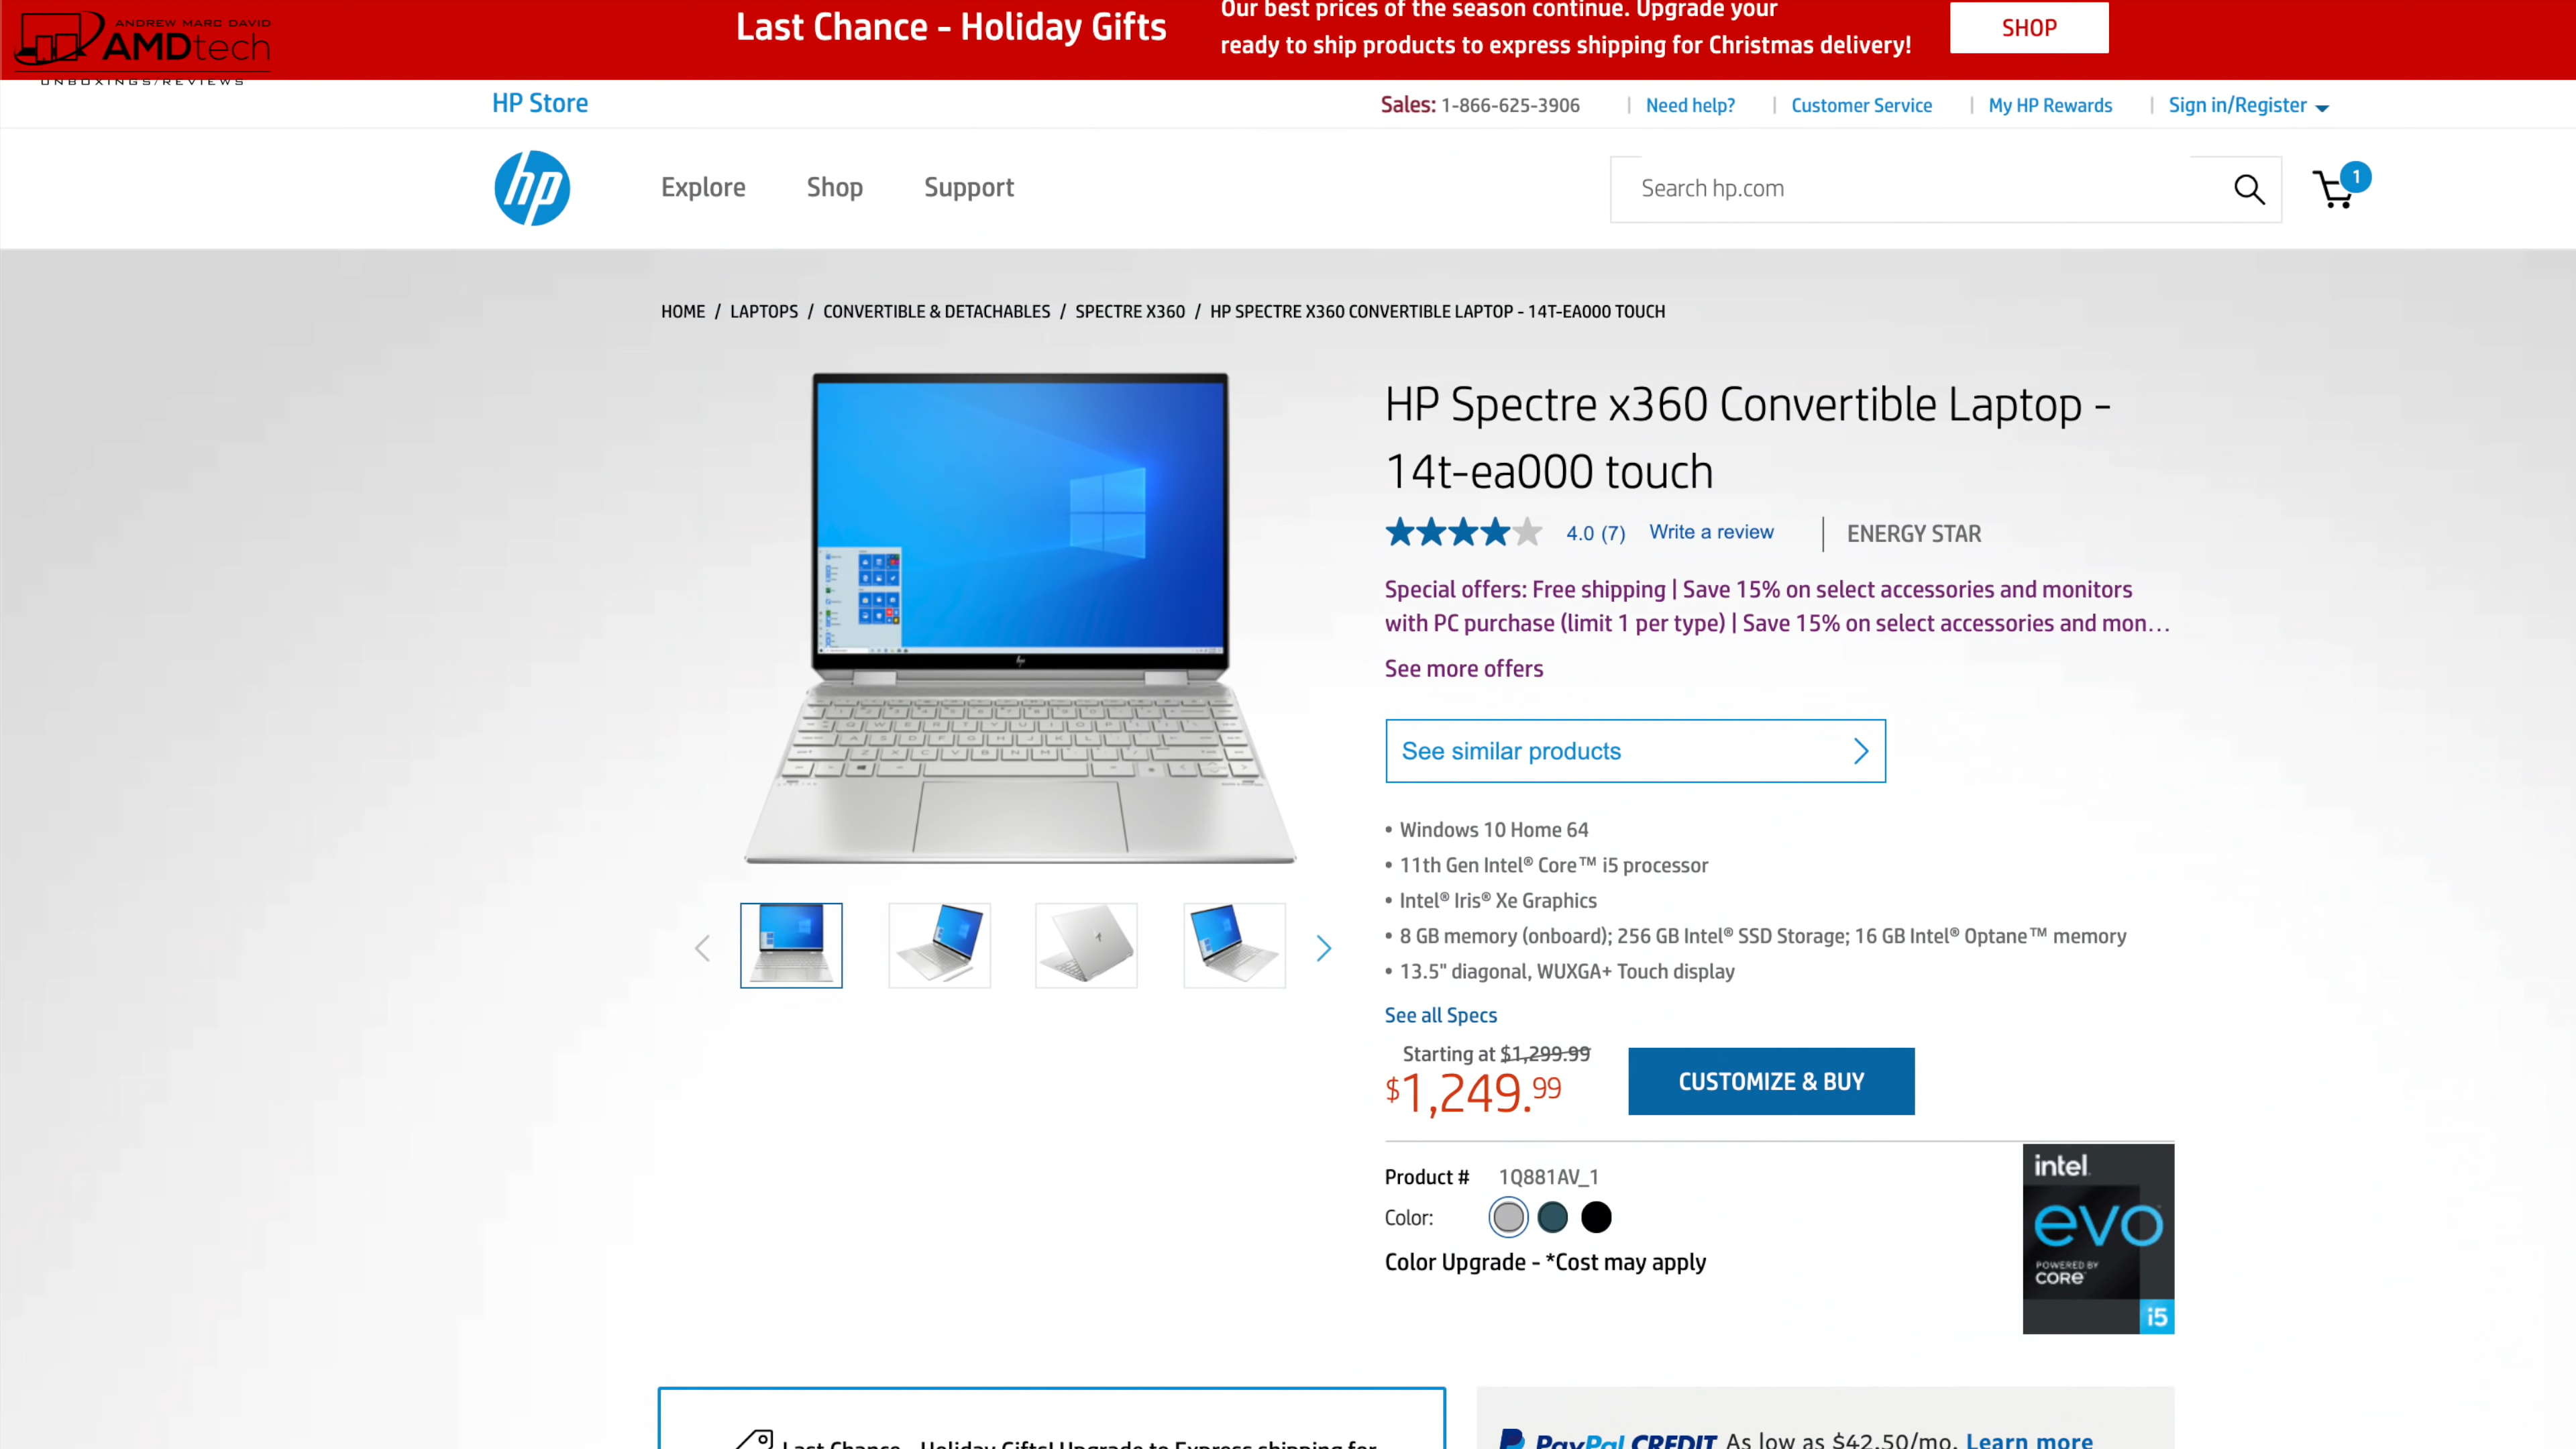 ANDREW MARC DAVID
AMDtech
UNBOXINGS/REVIEWS
Last Chance - Holiday Gifts
Our best prices of the season continue. Upgrade your
ready to ship products to express shipping for Christmas delivery!
SHOP
HP Store
Sales: 1-866-625-3906 | Need help? | Customer Service | My HP Rewards | Sign in/Register
hp
Explore
Shop
Support
Search hp.com
1
HOME / LAPTOPS / CONVERTIBLE & DETACHABLES / SPECTRE X360 / HP SPECTRE X360 CONVERTIBLE LAPTOP - 14T-EA000 TOUCH
HP Spectre x360 Convertible Laptop -
14t-ea000 touch
4.0 (7) Write a review | ENERGY STAR
Special offers: Free shipping | Save 15% on select accessories and monitors
with PC purchase (limit 1 per type) | Save 15% on select accessories and mon...
See more offers
See similar products
• Windows 10 Home 64
• 11th Gen Intel® Core™ i5 processor
• Intel® Iris® Xe Graphics
• 8 GB memory (onboard); 256 GB Intel® SSD Storage; 16 GB Intel® Optane™ memory
• 13.5" diagonal, WUXGA+ Touch display
See all Specs
Starting at $1,299.99
$1,249.99
CUSTOMIZE & BUY
Product # 1Q881AV_1
Color:
Color Upgrade - *Cost may apply
intel
evo
POWERED BY
CORE
i5
Last Chance - Holiday Gifts! Upgrade to Express shipping for
PayPal CREDIT As low as $42.50/mo. Learn more